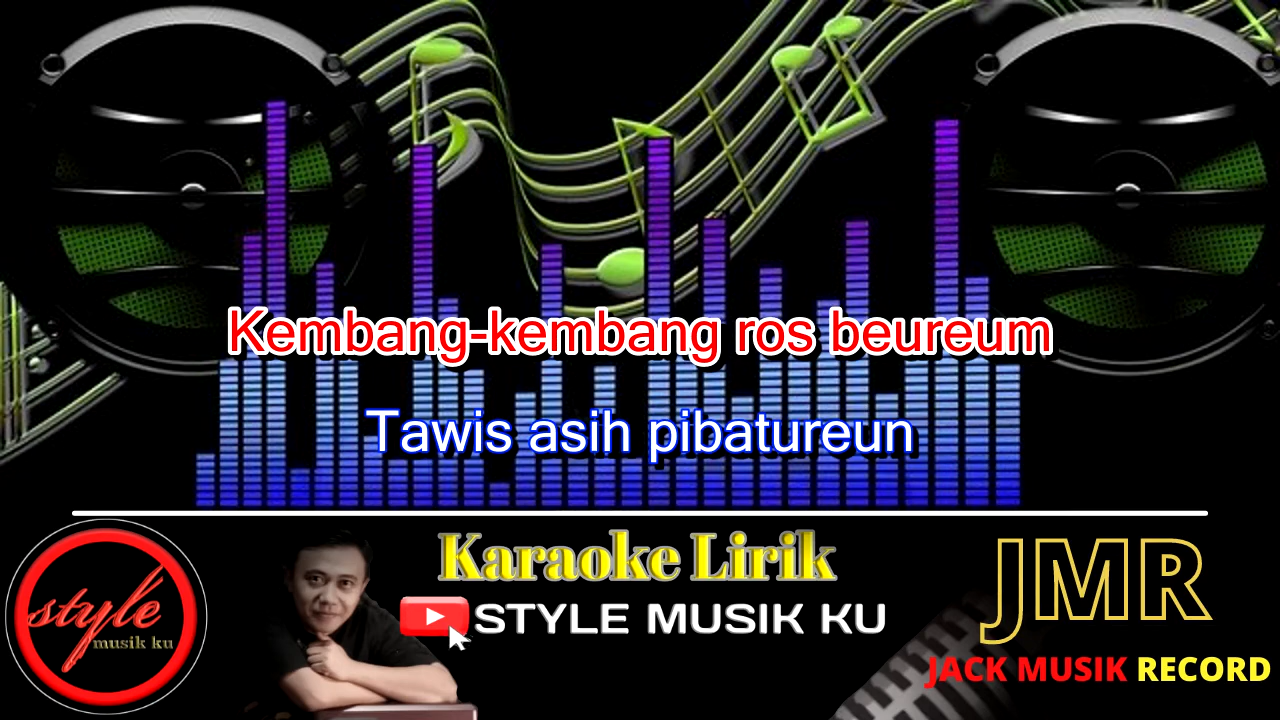 Kembang-kembang ros beureum
Tawis asih pibatureun
Karaoke Lirik
STYLE MUSIK KU
style
musik ku
JMR
JACK MUSIK RECORD